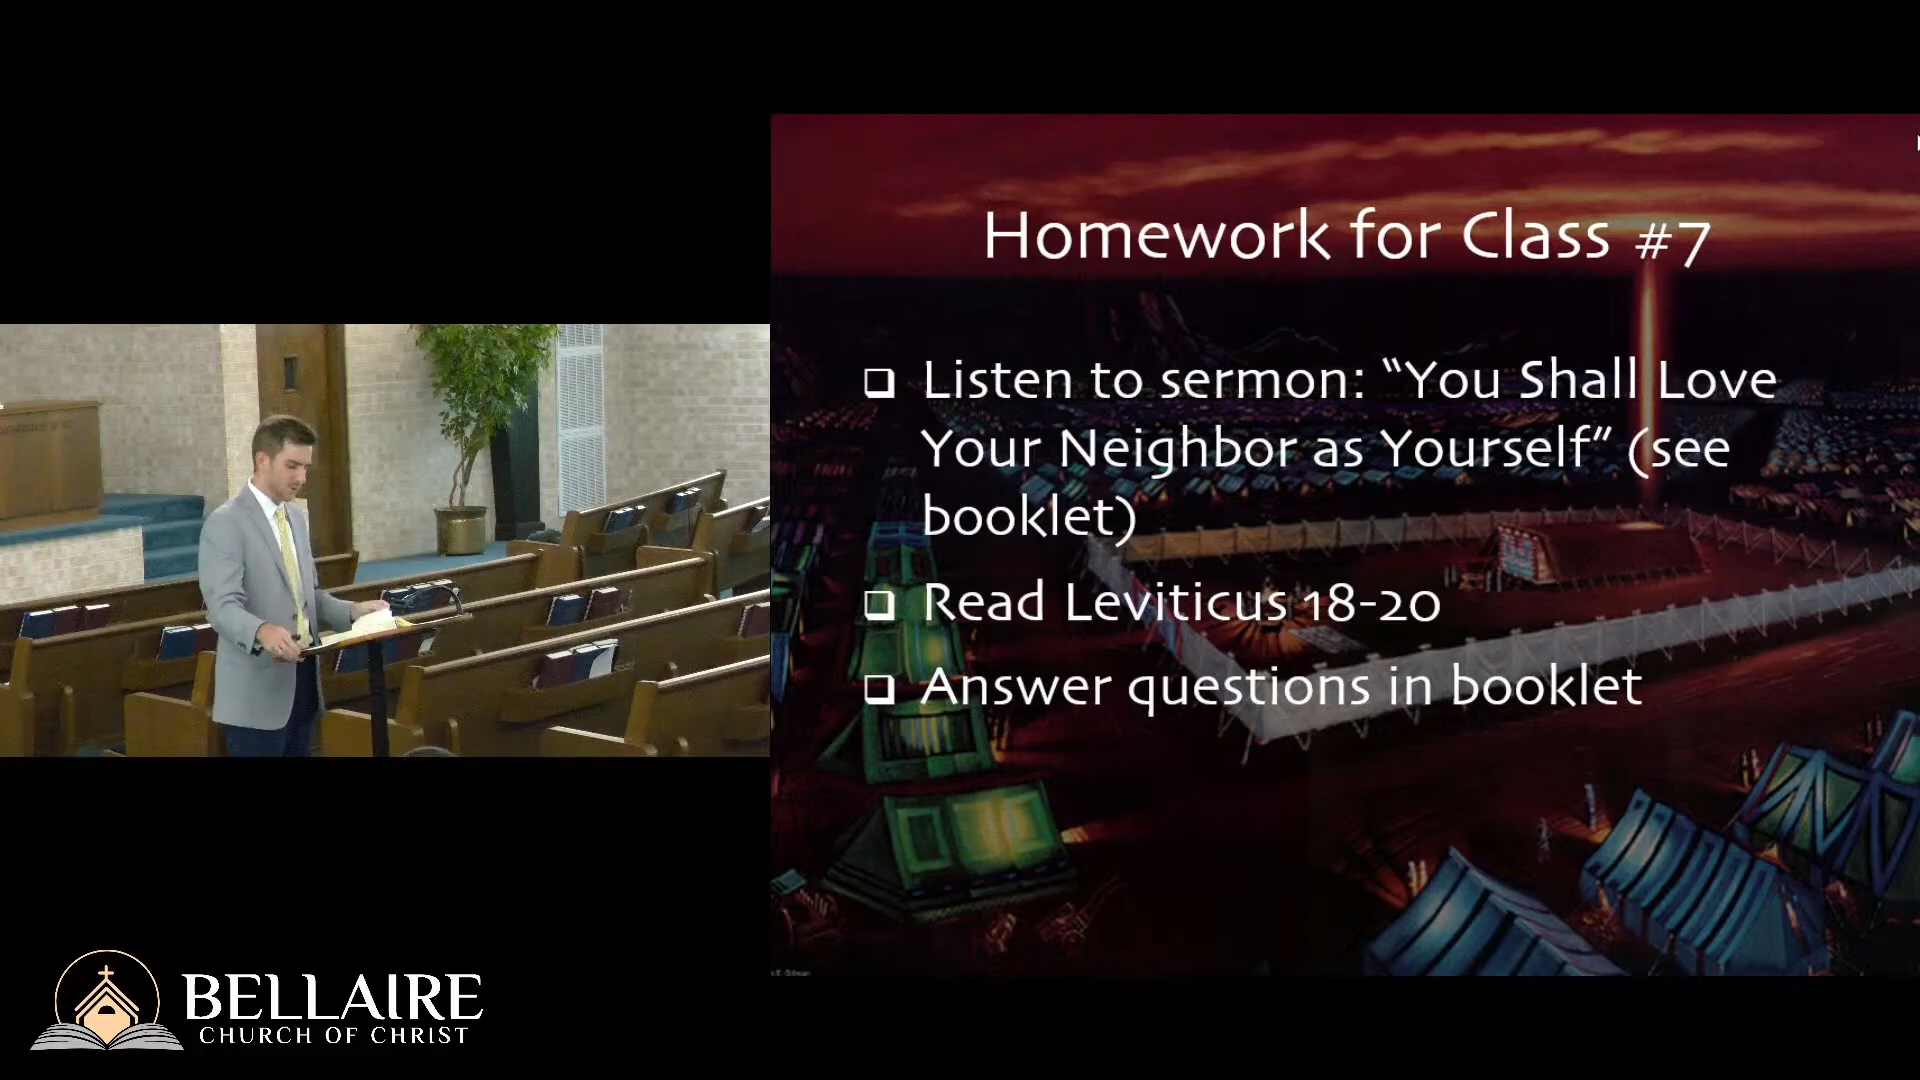 Homework for Class #7
Listen to sermon: “You Shall Love
Your Neighbor as Yourself” (see
booklet)
Read Leviticus 18-20
Answer questions in booklet
BELLAIRE
CHURCH OF CHRIST